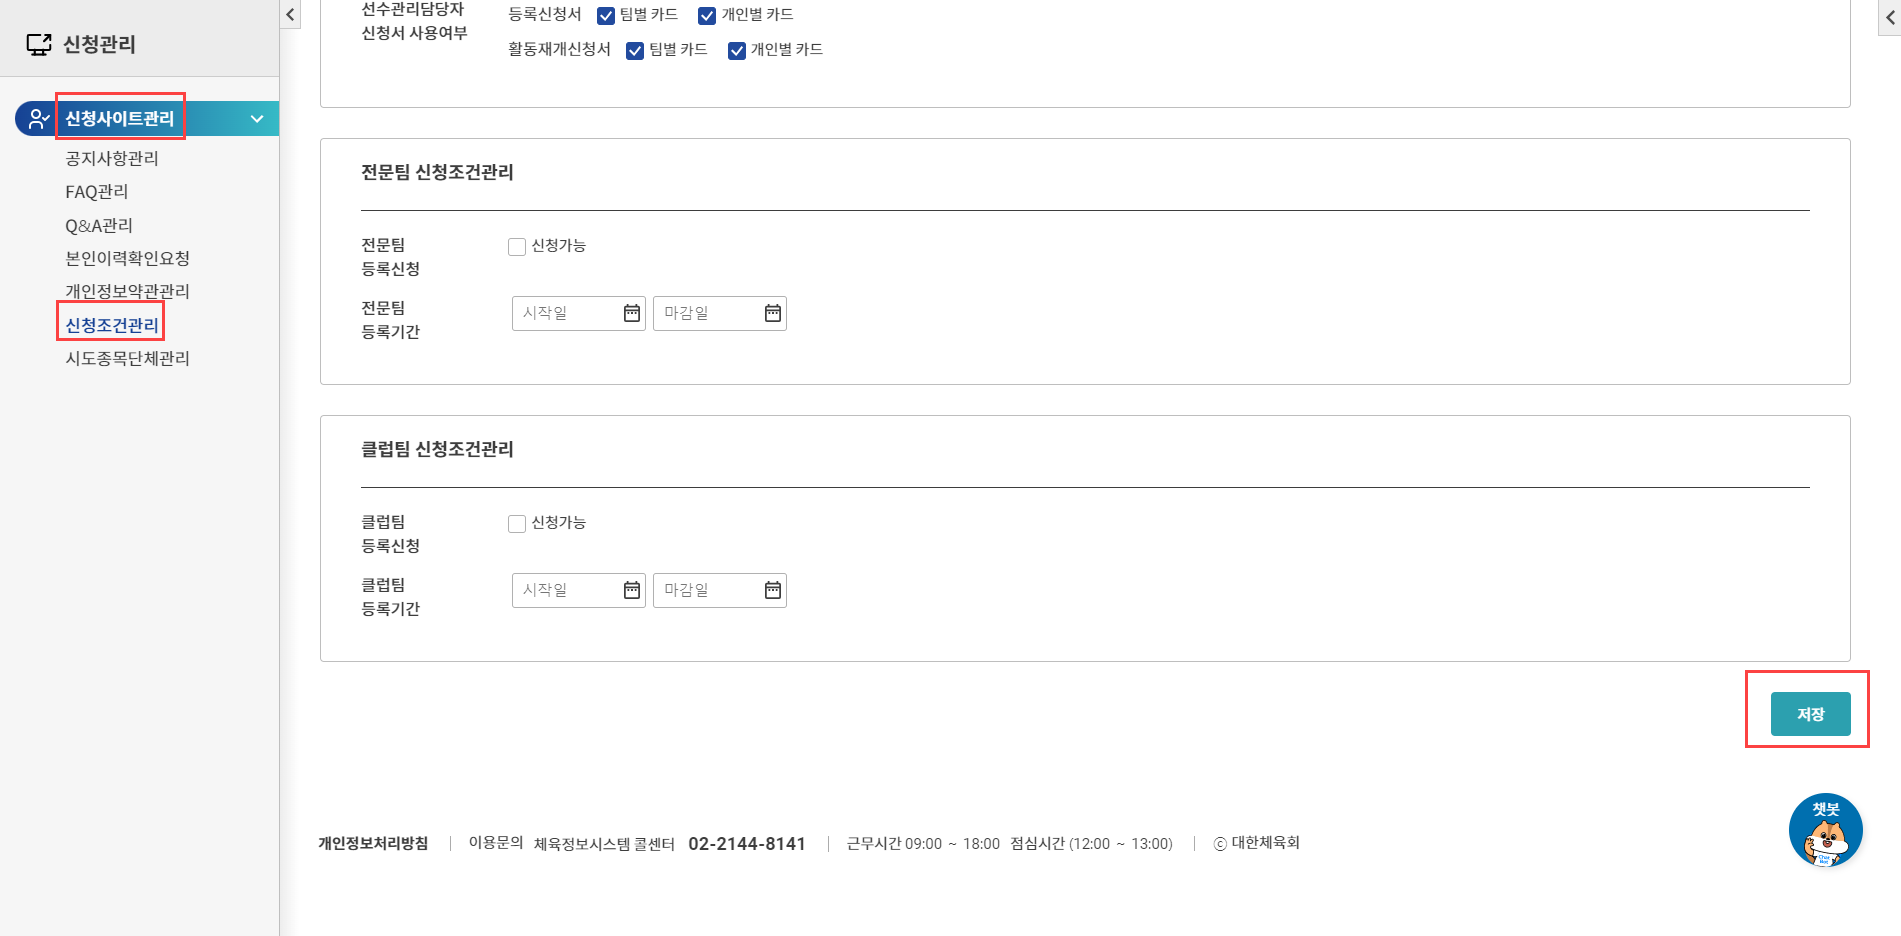 신청관리
신청사이트관리
공지사항관리
FAQ관리
Q&A관리
본인이력확인요청
개인정보약관관리
신청조건관리
시도종목단체관리
선수관리담당자
신청서 사용여부
등록신청서 팀별 카드 개인별 카드
활동재개신청서 팀별 카드 개인별 카드
전문팀 신청조건관리
전문팀
등록신청
신청가능
전문팀
등록기간
시작일 마감일
클럽팀 신청조건관리
클럽팀
등록신청
신청가능
클럽팀
등록기간
시작일 마감일
저장
챗봇
Chat
Bot
개인정보처리방침 | 이용문의 체육정보시스템 콜센터 02-2144-8141 | 근무시간 09:00 ~ 18:00 점심시간 (12:00 ~ 13:00) | ⓒ 대한체육회